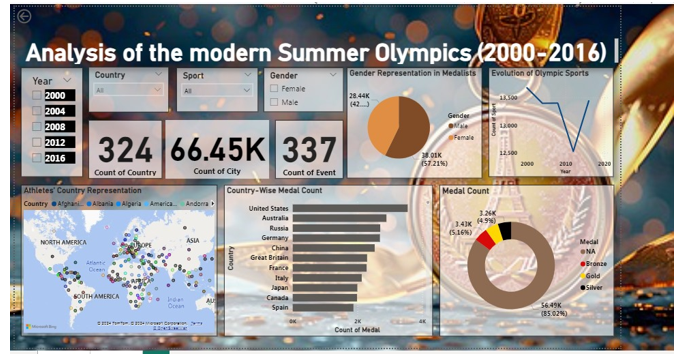 Analysis of the modern Summer Olympics (2000-2016)
Year
2000
2004
2008
2012
2016
Country
All
Sport
All
Gender
Female
Male
324
Count of Country
66.45K
Count of City
337
Count of Event
Gender Representation in Medalists
28.44K
(42....)
38.01K
(57.21%)
Gender
Male
Female
Evolution of Olympic Sports
Count of Sport
13,500
13,000
12,500
2000
2010
2020
Year
Athletes' Country Representation
Country
Afghani...
Albania
Algeria
America...
Andorra
NORTH AMERICA
EUROPE
ASIA
Atlantic
Ocean
AFRICA
SOUTH AMERICA
Indian
Ocean
AU
Microsoft Bing
© 2024 TomTom, © 2024 Microsoft Corporation, Terms
Country-Wise Medal Count
Country
United States
Australia
Russia
Germany
China
Great Britain
France
Italy
Japan
Canada
Spain
0K
2K
4K
Count of Medal
Medal Count
3.26K
(4.9%)
3.43K
(5.16%)
56.49K
(85.02%)
Medal
NA
Bronze
Gold
Silver